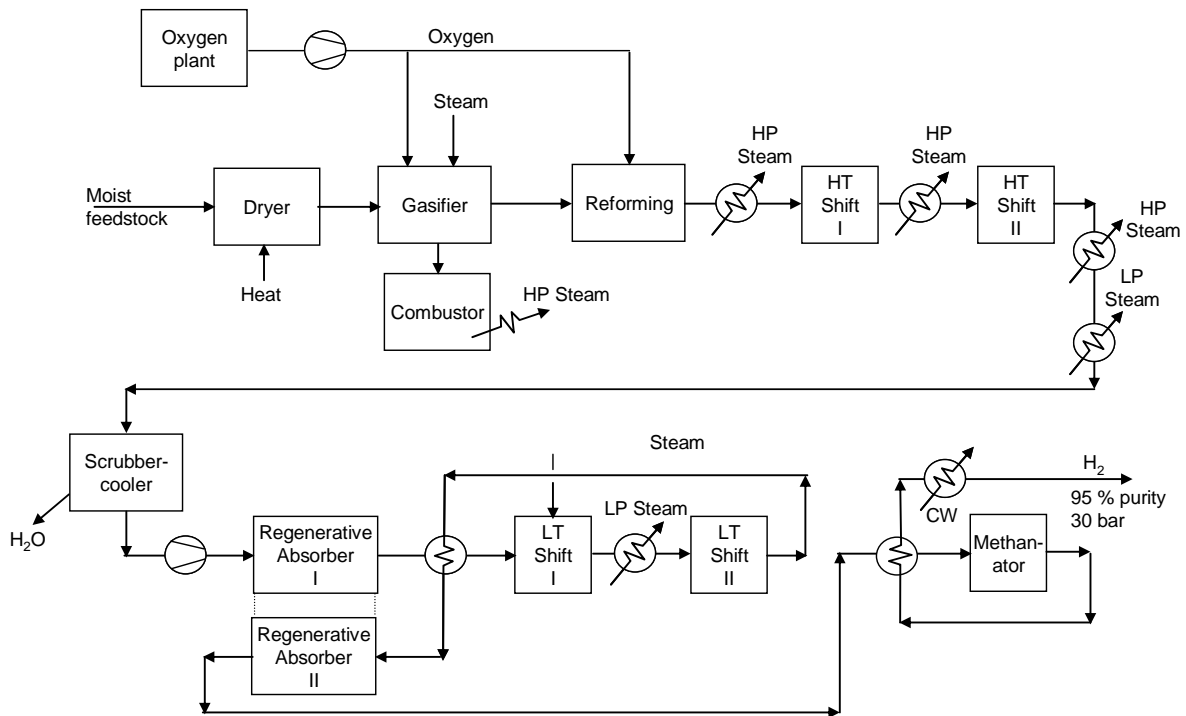 Oxygen
plant
Oxygen
Steam
HP
Steam
HP
Steam
Moist
feedstock
Dryer
Gasifier
Reforming
HT
Shift
I
HT
Shift
II
HP
Steam
Heat
Combustor
HP Steam
LP
Steam
Scrubber-
cooler
H2O
Steam
Regenerative
Absorber
I
LT
Shift
I
LP Steam
LT
Shift
II
Regenerative
Absorber
II
CW
H2
95 % purity
30 bar
Methan-
ator